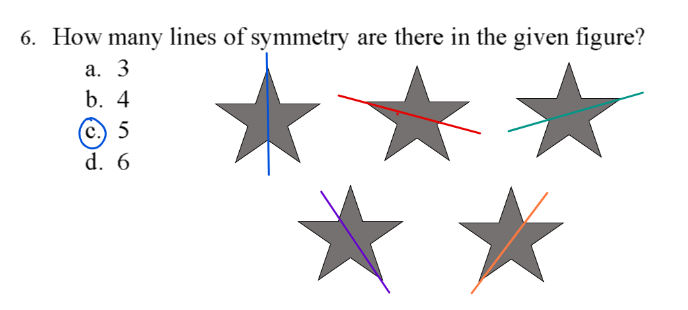 6. How many lines of symmetry are there in the given figure?
a. 3
b. 4
c. 5
d. 6